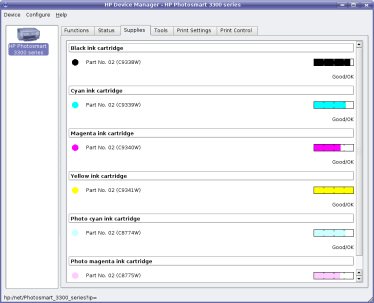 HP Device Manager - HP Photosmart 3300 series
Device Configure Help
HP Photosmart
3300 series
Functions Status Supplies Tools Print Settings Print Control
Black ink cartridge
Part No. 02 (C9338W)
Good/OK
Cyan ink cartridge
Part No. 02 (C9339W)
Good/OK
Magenta ink cartridge
Part No. 02 (C9340W)
Good/OK
Yellow ink cartridge
Part No. 02 (C9341W)
Good/OK
Photo cyan ink cartridge
Part No. 02 (C8774W)
Good/OK
Photo magenta ink cartridge
Part No. 02 (C8775W)
hp:/net/Photosmart_3300_series?ip=